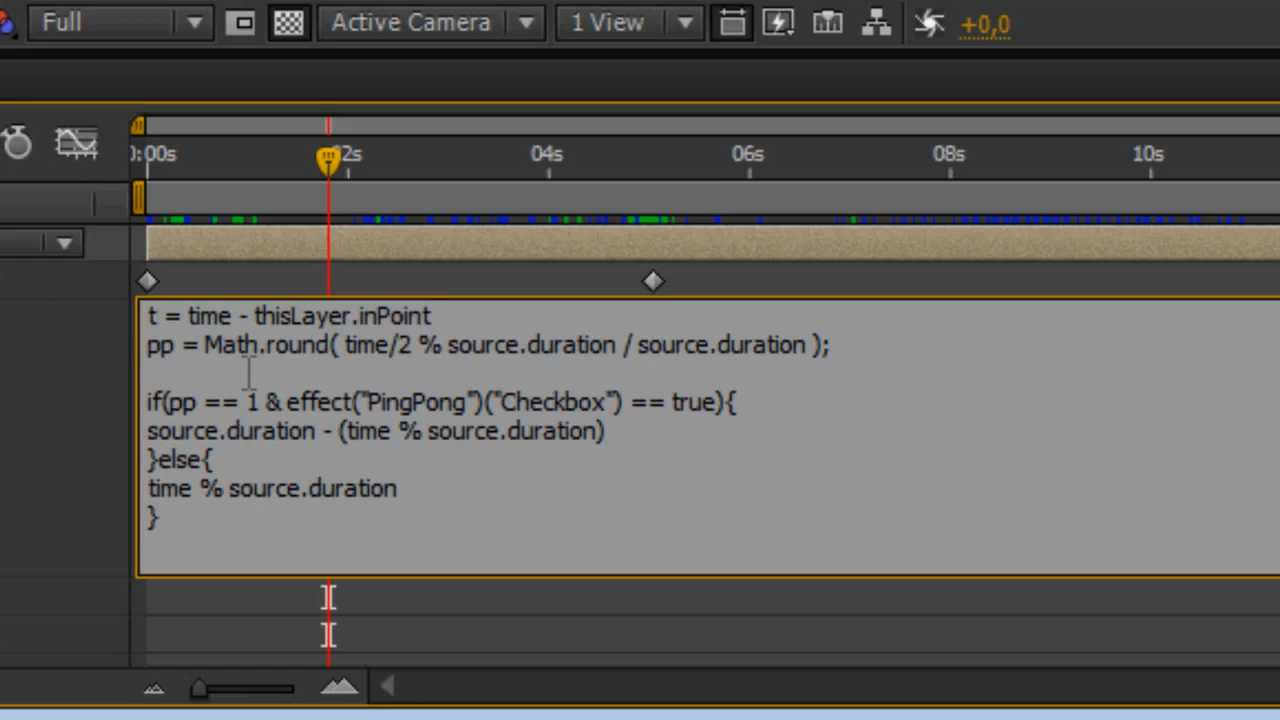 Full
Active Camera
1 View
+0,0
0:00s
02s
04s
06s
08s
10s
t = time - thisLayer.inPoint
pp = Math.round( time/2 % source.duration / source.duration );
if(pp == 1 & effect("PingPong")("Checkbox") == true){
source.duration - (time % source.duration)
}else{
time % source.duration
}